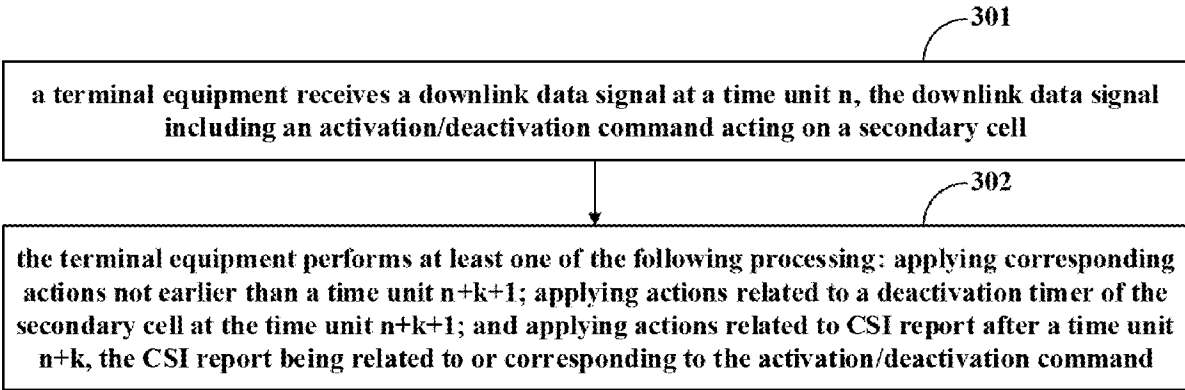 301
a terminal equipment receives a downlink data signal at a time unit n, the downlink data signal
including an activation/deactivation command acting on a secondary cell
302
the terminal equipment performs at least one of the following processing: applying corresponding
actions not earlier than a time unit n+k+1; applying actions related to a deactivation timer of the
secondary cell at the time unit n+k+1; and applying actions related to CSI report after a time unit
n+k, the CSI report being related to or corresponding to the activation/deactivation command